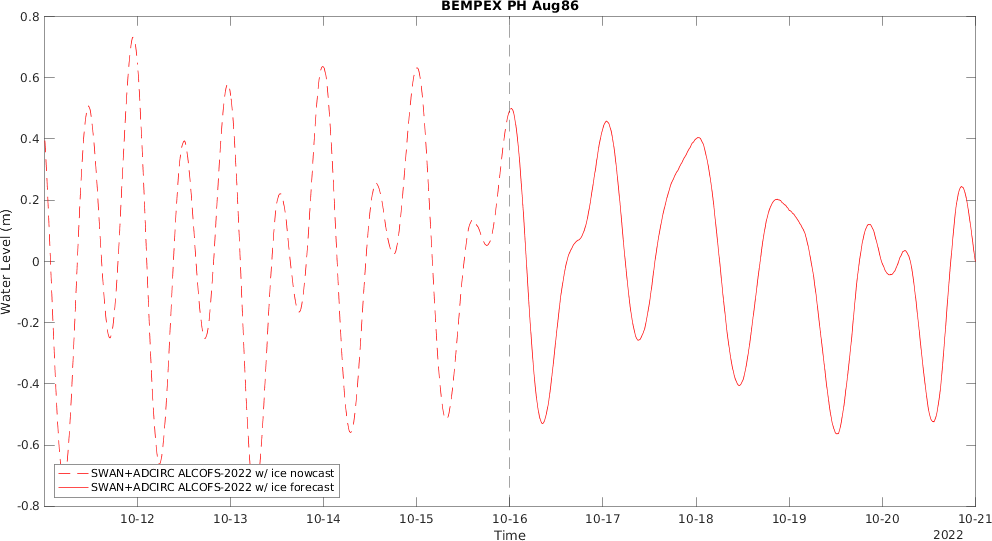 BEMPEX PH Aug86
0.8
0.6
0.4
0.2
0
-0.2
-0.4
-0.6
-0.8
Water Level (m)
SWAN+ADCIRC ALCOFS-2022 w/ ice nowcast
SWAN+ADCIRC ALCOFS-2022 w/ ice forecast
10-12 10-13 10-14 10-15 10-16 10-17 10-18 10-19 10-20 10-21
Time
2022